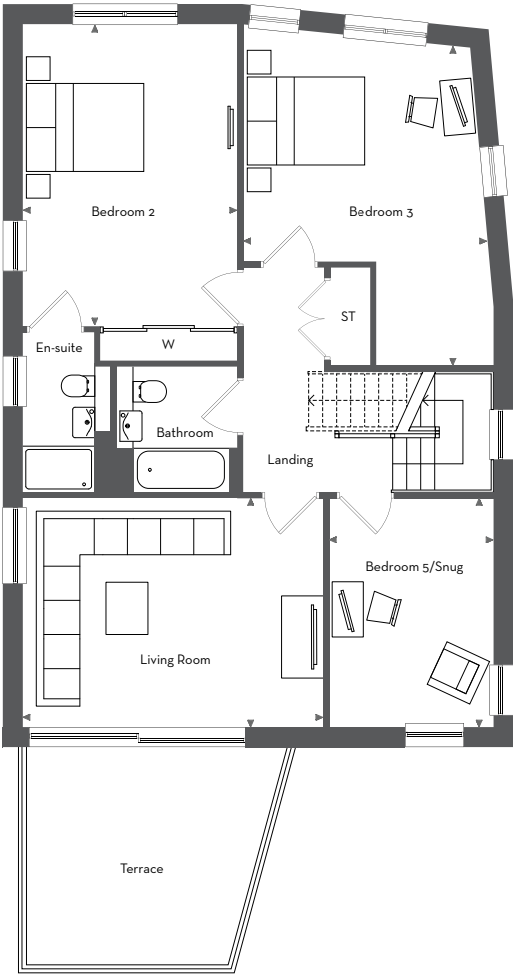 Bedroom 2
Bedroom 3
ST
W
En-suite
Bathroom
Landing
Bedroom 5/Snug
Living Room
Terrace